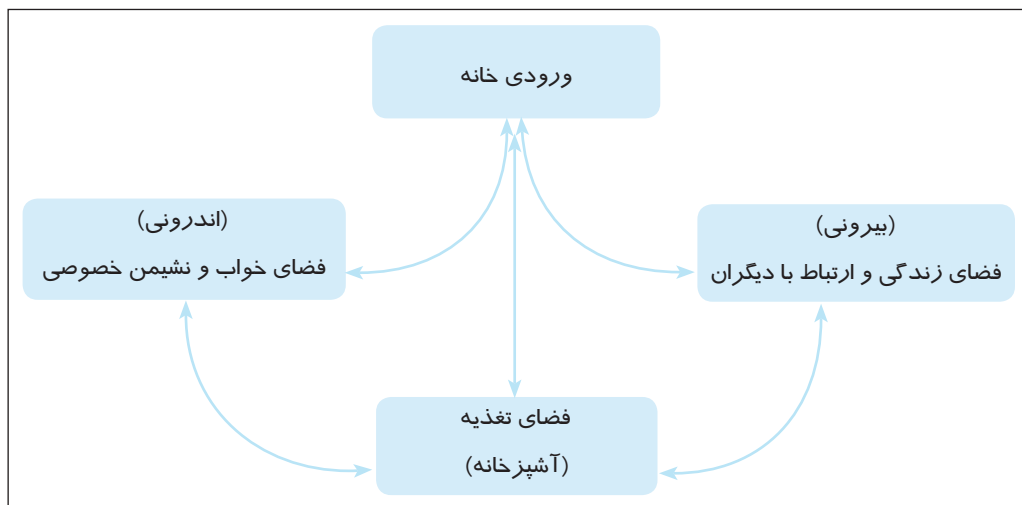 ورودی خانه
(بیرونی)
فضای زندگی و ارتباط با دیگران
(اندرونی)
فضای خواب و نشیمن خصوصی
فضای تغذیه
(آشپزخانه)